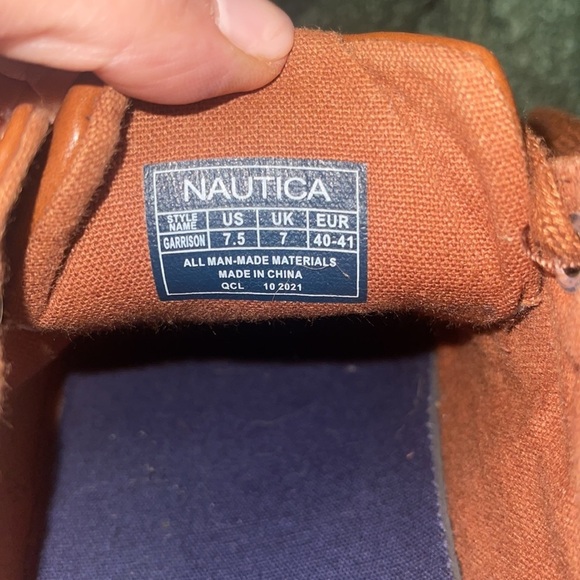 NAUTICA
STYLE NAME US UK EUR
GARRISON 7.5 7 40-41
ALL MAN-MADE MATERIALS
MADE IN CHINA
QCL 10 2021